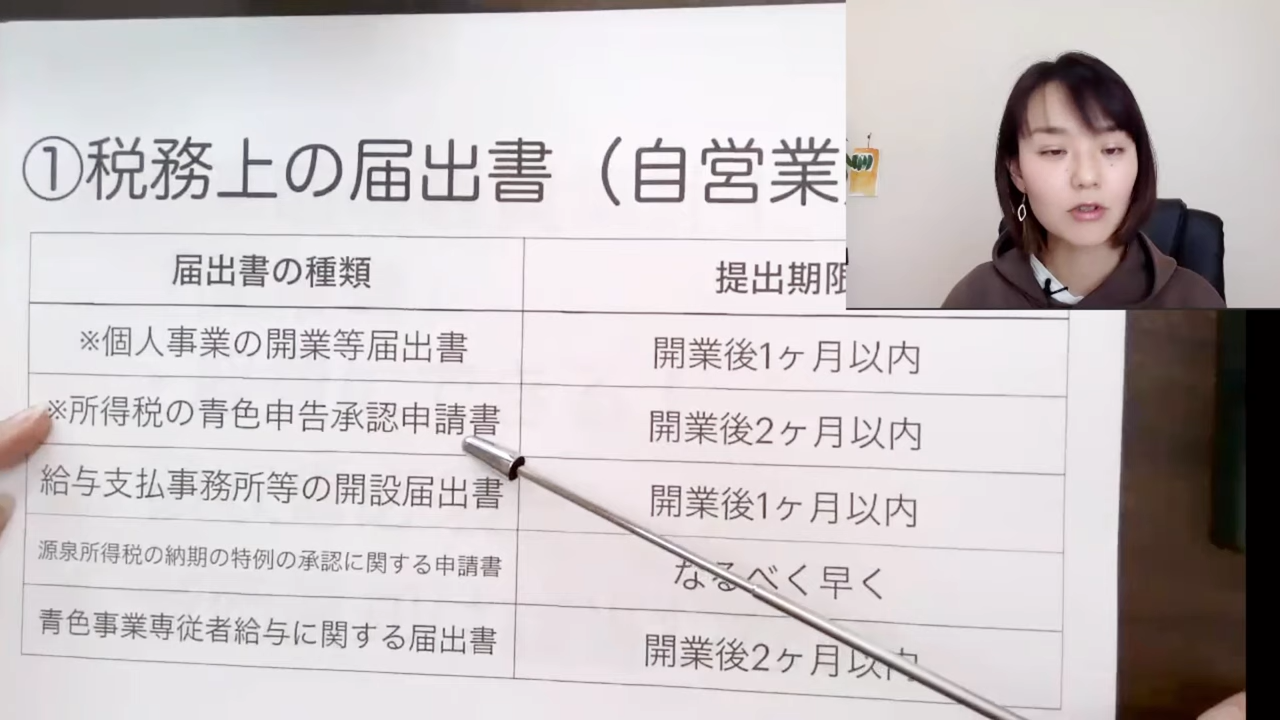 ①税務上の届出書（自営業
届出書の種類 提出期限
※個人事業の開業等届出書 開業後1ヶ月以内
※所得税の青色申告承認申請書 開業後2ヶ月以内
給与支払事務所等の開設届出書 開業後1ヶ月以内
源泉所得税の納期の特例の承認に関する申請書 なるべく早く
青色事業専従者給与に関する届出書 開業後2ヶ月以内